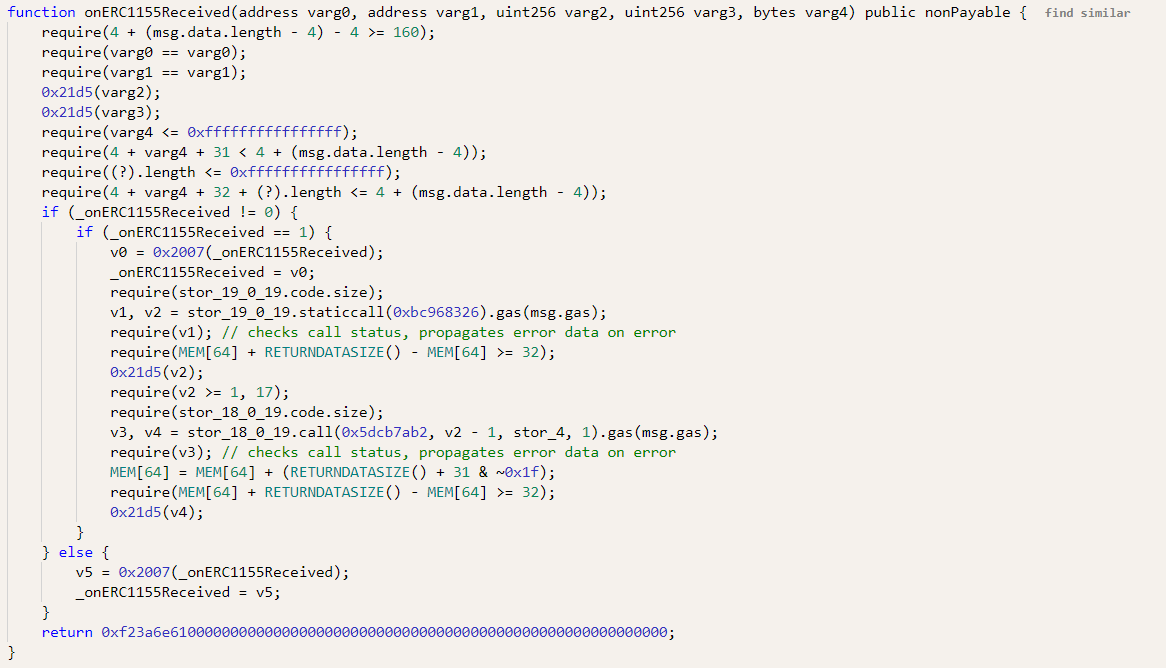 function onERC1155Received(address varg0, address varg1, uint256 varg2, uint256 varg3, bytes varg4) public nonPayable { find similar
require(4 + (msg.data.length - 4) - 4 >= 160);
require(varg0 == varg0);
require(varg1 == varg1);
0x21d5(varg2);
0x21d5(varg3);
require(varg4 <= 0xffffffffffffffff);
require(4 + varg4 + 31 < 4 + (msg.data.length - 4));
require((?).length <= 0xffffffffffffffff);
require(4 + varg4 + 32 + (?).length <= 4 + (msg.data.length - 4));
if (_onERC1155Received != 0) {
if (_onERC1155Received == 1) {
v0 = 0x2007(_onERC1155Received);
_onERC1155Received = v0;
require(stor_19_0_19.code.size);
v1, v2 = stor_19_0_19.staticcall(0xbc968326).gas(msg.gas);
require(v1); // checks call status, propagates error data on error
require(MEM[64] + RETURNDATASIZE() - MEM[64] >= 32);
0x21d5(v2);
require(v2 >= 1, 17);
require(stor_18_0_19.code.size);
v3, v4 = stor_18_0_19.call(0x5dcb7ab2, v2 - 1, stor_4, 1).gas(msg.gas);
require(v3); // checks call status, propagates error data on error
MEM[64] = MEM[64] + (RETURNDATASIZE() + 31 & ~0x1f);
require(MEM[64] + RETURNDATASIZE() - MEM[64] >= 32);
0x21d5(v4);
}
} else {
v5 = 0x2007(_onERC1155Received);
_onERC1155Received = v5;
}
return 0xf23a6e6100000000000000000000000000000000000000000000000000000000;
}